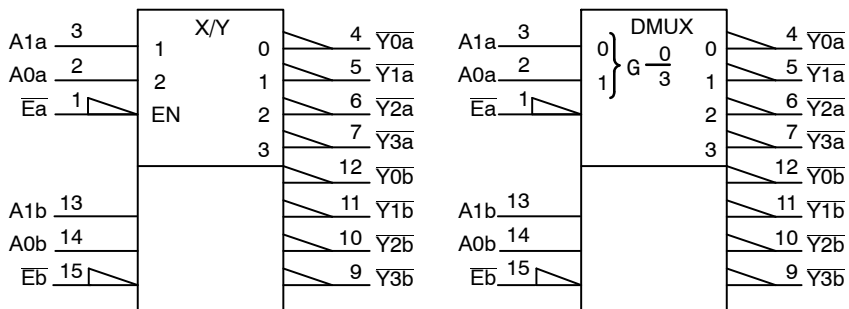 X/Y
A1a 3 1 0 4 Y0a
A0a 2 2 1 5 Y1a
Ea 1 EN 2 6 Y2a
3 7 Y3a
12 Y0b
A1b 13 11 Y1b
A0b 14 10 Y2b
Eb 15 9 Y3b
DMUX
A1a 3 0 0 4 Y0a
A0a 2 1 } G 0/3 1 5 Y1a
Ea 1 2 6 Y2a
3 7 Y3a
12 Y0b
A1b 13 11 Y1b
A0b 14 10 Y2b
Eb 15 9 Y3b